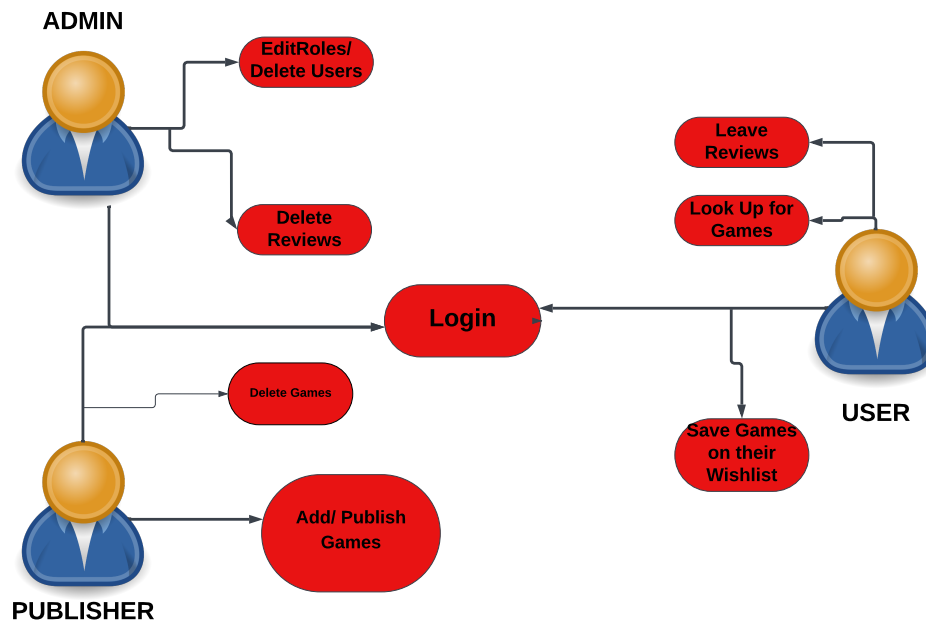 ADMIN
EditRoles/
Delete Users
Leave
Reviews
Delete
Reviews
Look Up for
Games
Login
Delete Games
USER
Save Games
on their
Wishlist
Add/ Publish
Games
PUBLISHER